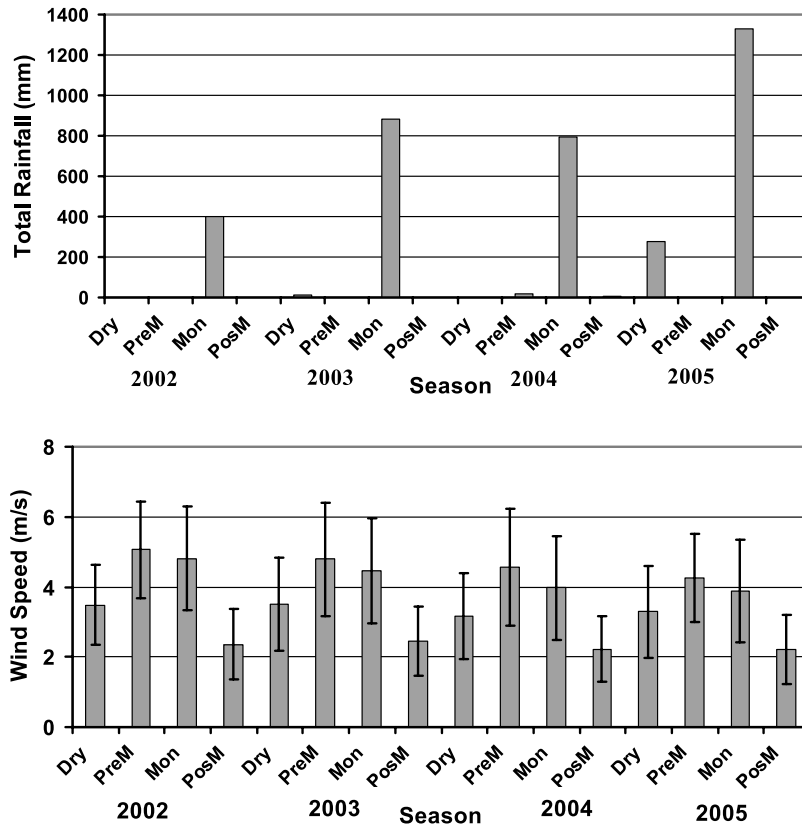 Total Rainfall (mm)
1400
1200
1000
800
600
400
200
0
Dry PreM Mon PosM Dry PreM Mon PosM Dry PreM Mon PosM Dry PreM Mon PosM
2002 2003 2004 2005
Season
Wind Speed (m/s)
8
6
4
2
0
Dry PreM Mon PosM Dry PreM Mon PosM Dry PreM Mon PosM Dry PreM Mon PosM
2002 2003 2004 2005
Season